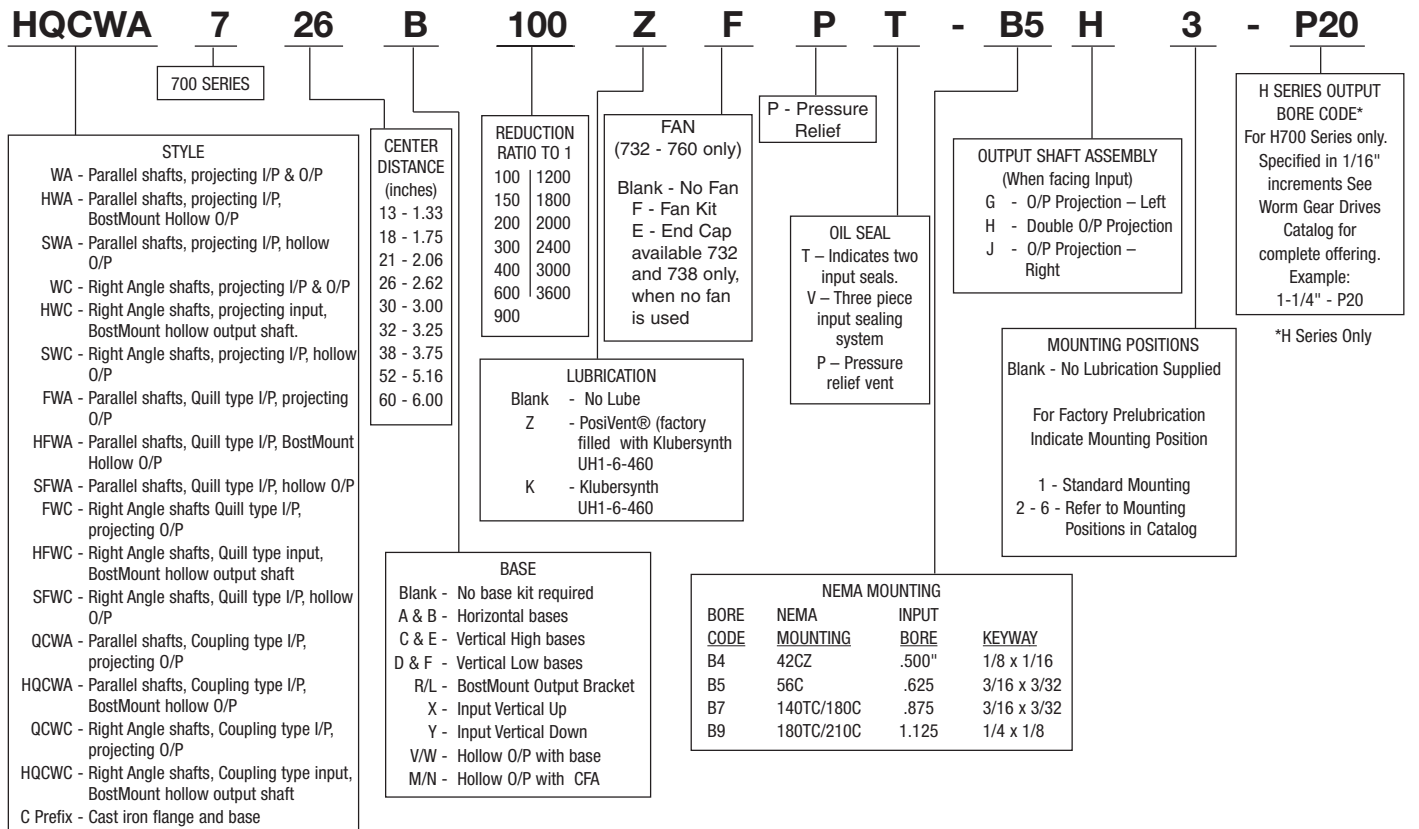 HQCWA 7 26 B 100 Z F P T - B5 H 3 - P20
700 SERIES
STYLE
WA - Parallel shafts, projecting I/P & O/P
HWA - Parallel shafts, projecting I/P,
BostMount Hollow O/P
SWA - Parallel shafts, projecting I/P, hollow
O/P
WC - Right Angle shafts, projecting I/P & O/P
HWC - Right Angle shafts, projecting input,
BostMount hollow output shaft.
SWC - Right Angle shafts, projecting I/P, hollow
O/P
FWA - Parallel shafts, Quill type I/P, projecting
O/P
HFWA - Parallel shafts, Quill type I/P, BostMount
Hollow O/P
SFWA - Parallel shafts, Quill type I/P, hollow O/P
FWC - Right Angle shafts Quill type I/P,
projecting O/P
HFWC - Right Angle shafts, Quill type input,
BostMount hollow output shaft
SFWC - Right Angle shafts, Quill type I/P, hollow
O/P
QCWA - Parallel shafts, Coupling type I/P,
projecting O/P
HQCWA - Parallel shafts, Coupling type I/P,
BostMount hollow O/P
QCWC - Right Angle shafts, Coupling type I/P,
projecting O/P
HQCWC - Right Angle shafts, Coupling type input,
BostMount hollow output shaft
C Prefix - Cast iron flange and base
CENTER
DISTANCE
(inches)
13 - 1.33
18 - 1.75
21 - 2.06
26 - 2.62
30 - 3.00
32 - 3.25
38 - 3.75
52 - 5.16
60 - 6.00
BASE
Blank - No base kit required
A & B - Horizontal bases
C & E - Vertical High bases
D & F - Vertical Low bases
R/L - BostMount Output Bracket
X - Input Vertical Up
Y - Input Vertical Down
V/W - Hollow O/P with base
M/N - Hollow O/P with CFA
REDUCTION
RATIO TO 1
100 1200
150 1800
200 2000
300 2400
400 3000
600 3600
900
LUBRICATION
Blank - No Lube
Z - PosiVent® (factory
filled with Klubersynth
UH1-6-460
K - Klubersynth
UH1-6-460
FAN
(732 - 760 only)
Blank - No Fan
F - Fan Kit
E - End Cap
available 732
and 738 only,
when no fan
is used
P - Pressure
Relief
OIL SEAL
T – Indicates two
input seals.
V – Three piece
input sealing
system
P – Pressure
relief vent
NEMA MOUNTING
BORE NEMA INPUT
CODE MOUNTING BORE KEYWAY
B4 42CZ .500" 1/8 x 1/16
B5 56C .625 3/16 x 3/32
B7 140TC/180C .875 3/16 x 3/32
B9 180TC/210C 1.125 1/4 x 1/8
OUTPUT SHAFT ASSEMBLY
(When facing Input)
G - O/P Projection – Left
H - Double O/P Projection
J - O/P Projection –
Right
MOUNTING POSITIONS
Blank - No Lubrication Supplied
For Factory Prelubrication
Indicate Mounting Position
1 - Standard Mounting
2 - 6 - Refer to Mounting
Positions in Catalog
H SERIES OUTPUT
BORE CODE*
For H700 Series only.
Specified in 1/16"
increments See
Worm Gear Drives
Catalog for
complete offering.
Example:
1-1/4" - P20
*H Series Only